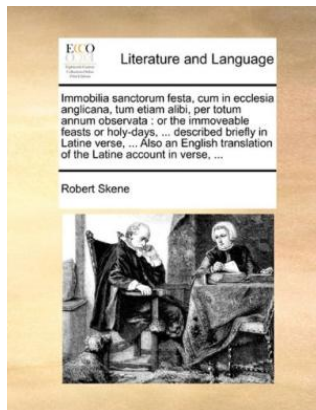 ECCO
Literature and Language
Immobilia sanctorum festa, cum in ecclesia
anglicana, tum etiam alibi, per totum
annum observata : or the immoveable
feasts or holy-days, ... described briefly in
Latine verse, ... Also an English translation
of the Latine account in verse, ...
Robert Skene